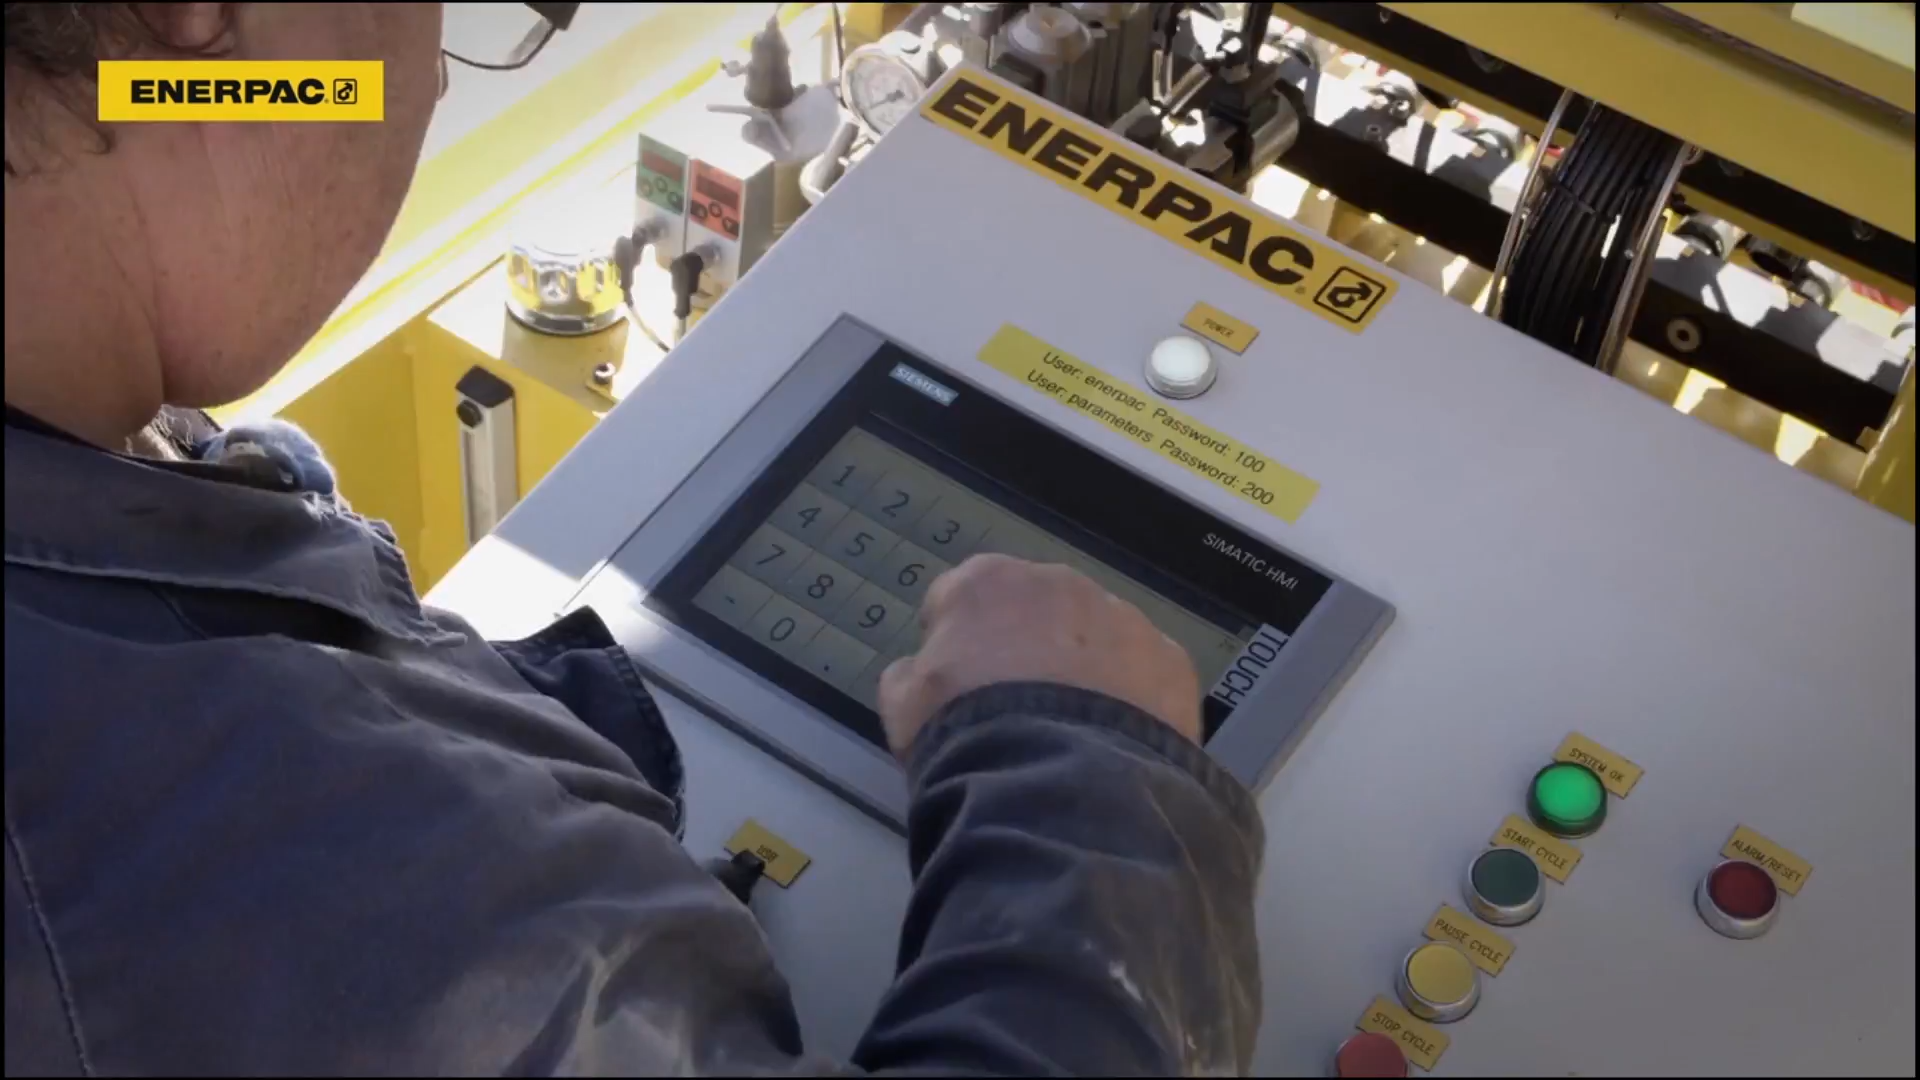 ENERPAC
ENERPAC
POWER
User: enerpac Password: 100
User: parameters Password: 200
SIEMENS
SIMATIC HMI
1 2 3
4 5 6
7 8 9
- 0 .
TOUCH
USB
SYSTEM OK
START CYCLE
ALARM/RESET
PAUSE CYCLE
STOP CYCLE